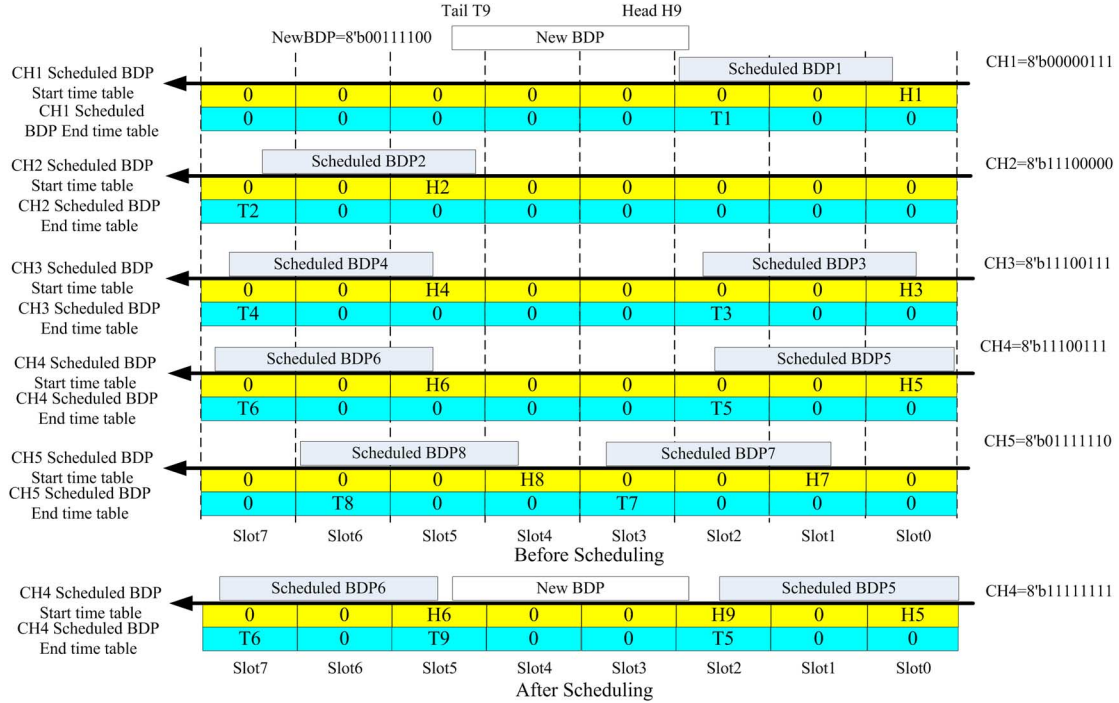 Tail T9 Head H9
NewBDP=8'b00111100 New BDP
Scheduled BDP1 CH1=8'b00000111
CH1 Scheduled BDP
Start time table 0 0 0 0 0 0 0 H1
CH1 Scheduled
BDP End time table 0 0 0 0 0 T1 0 0
Scheduled BDP2 CH2=8'b11100000
CH2 Scheduled BDP
Start time table 0 0 H2 0 0 0 0 0
CH2 Scheduled BDP
End time table T2 0 0 0 0 0 0 0
Scheduled BDP4 Scheduled BDP3 CH3=8'b11100111
CH3 Scheduled BDP
Start time table 0 0 H4 0 0 0 0 H3
CH3 Scheduled BDP
End time table T4 0 0 0 0 T3 0 0
Scheduled BDP6 Scheduled BDP5 CH4=8'b11100111
CH4 Scheduled BDP
Start time table 0 0 H6 0 0 0 0 H5
CH4 Scheduled BDP
End time table T6 0 0 0 0 T5 0 0
Scheduled BDP8 Scheduled BDP7 CH5=8'b01111110
CH5 Scheduled BDP
Start time table 0 0 0 H8 0 0 H7 0
CH5 Scheduled BDP
End time table 0 T8 0 0 T7 0 0 0
Slot7 Slot6 Slot5 Slot4 Slot3 Slot2 Slot1 Slot0
Before Scheduling
Scheduled BDP6 New BDP Scheduled BDP5 CH4=8'b11111111
CH4 Scheduled BDP
Start time table 0 0 H6 0 0 H9 0 H5
CH4 Scheduled BDP
End time table T6 0 T9 0 0 T5 0 0
Slot7 Slot6 Slot5 Slot4 Slot3 Slot2 Slot1 Slot0
After Scheduling